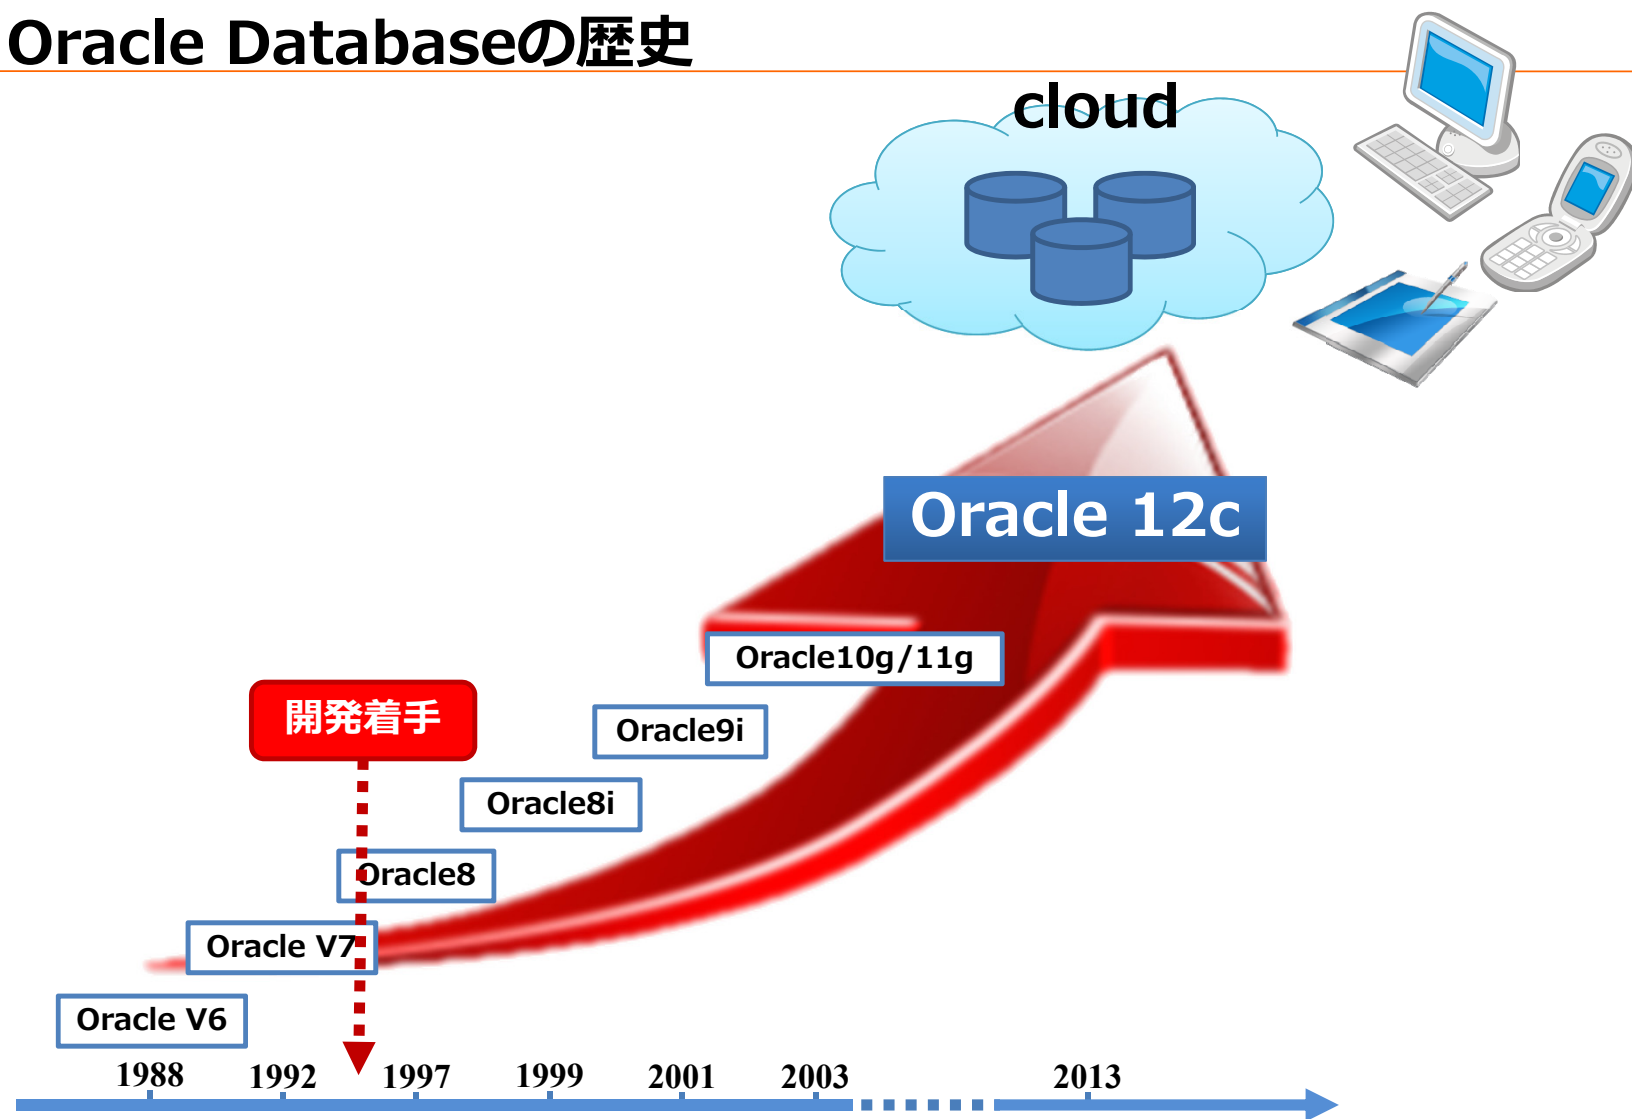 Oracle Databaseの歴史
cloud
Oracle 12c
Oracle10g/11g
開発着手
Oracle9i
Oracle8i
Oracle8
Oracle V7
Oracle V6
1988 1992 1997 1999 2001 2003 2013